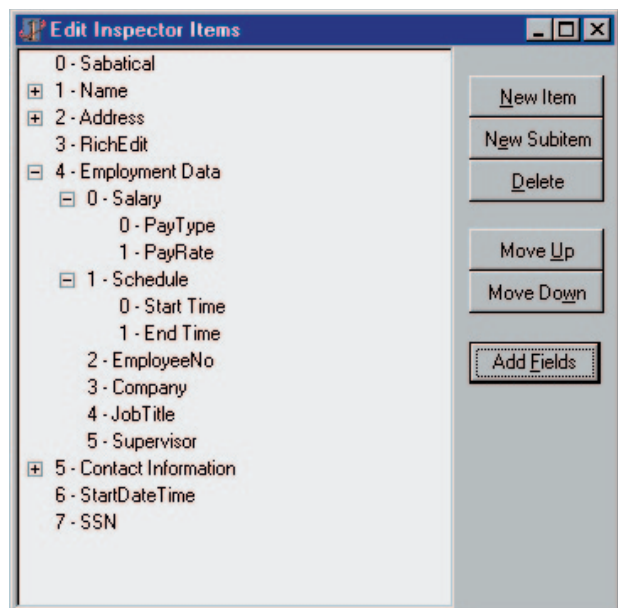 Edit Inspector Items
0 - Sabatical
1 - Name
2 - Address
3 - RichEdit
4 - Employment Data
0 - Salary
0 - PayType
1 - PayRate
1 - Schedule
0 - Start Time
1 - End Time
2 - EmployeeNo
3 - Company
4 - JobTitle
5 - Supervisor
5 - Contact Information
6 - StartDateTime
7 - SSN
New Item
New Subitem
Delete
Move Up
Move Down
Add Fields